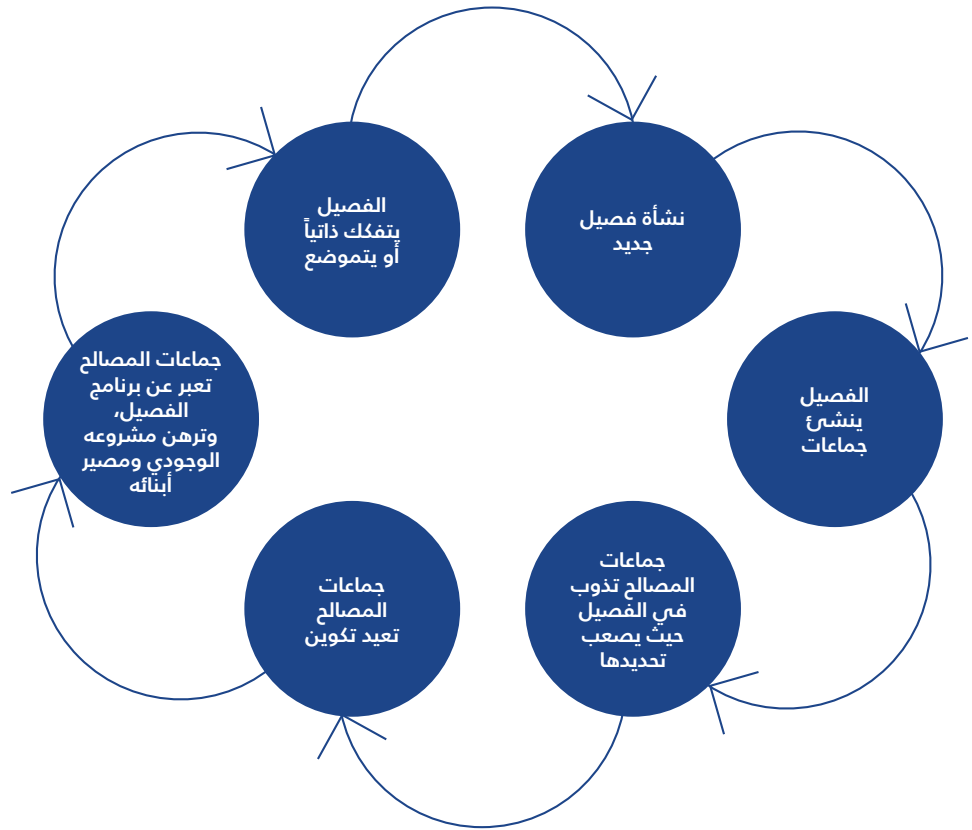 نشأة فصيل
جديد
الفصيل
ينشئ
جماعات
جماعات
المصالح تذوب
في الفصيل
حيث يصعب
تحديدها
جماعات
المصالح
تعيد تكوين
جماعات المصالح
تعبر عن برنامج
الفصيل،
وترهن مشروعه
الوجودي ومصير
أبنائه
الفصيل
يتفكك ذاتياً
أو يتموضع